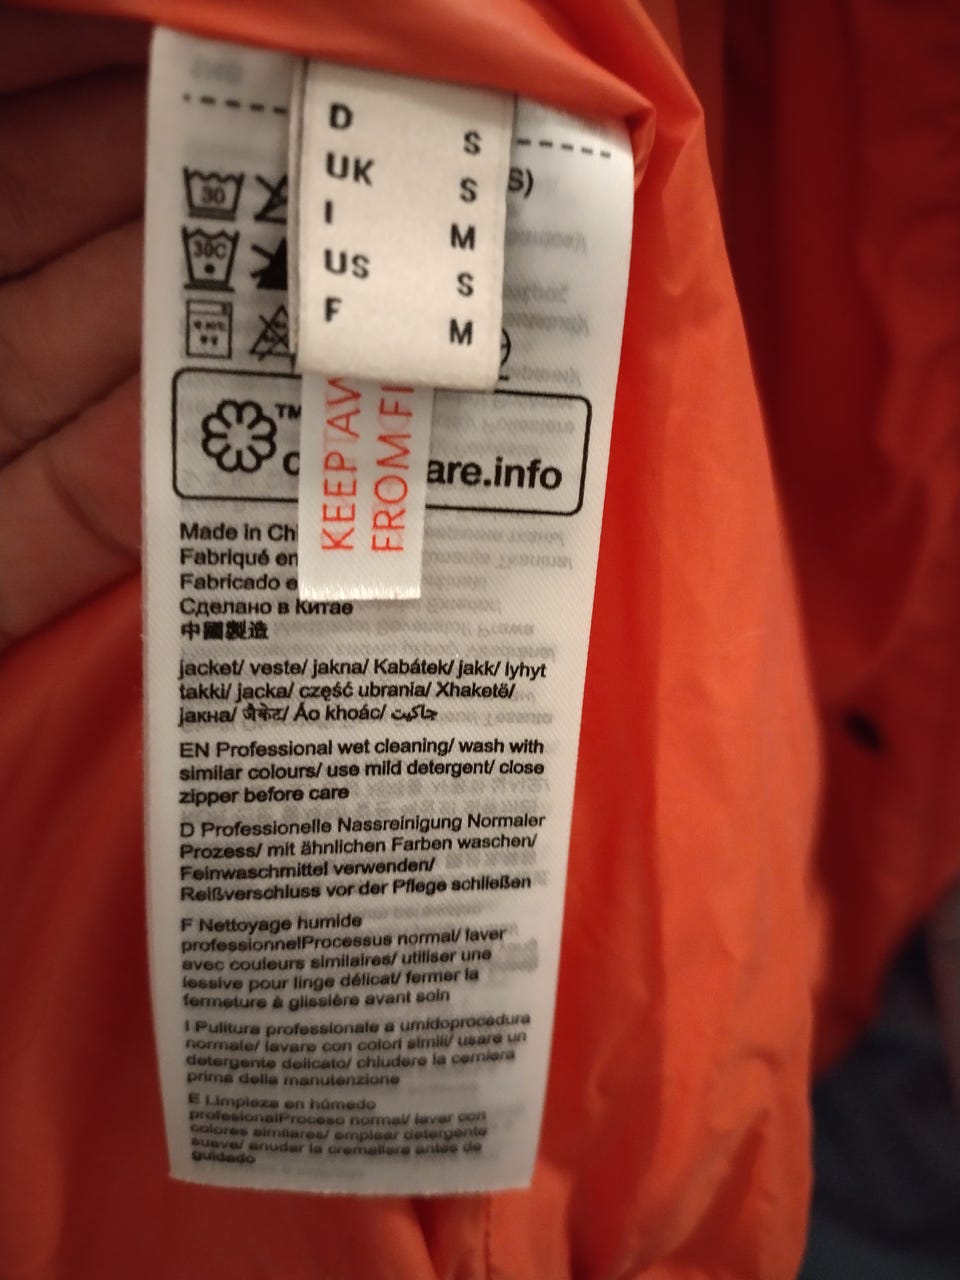 D S
UK S
I M
US S
F M
S)
30
30C
KEEP AW
FROM FI
TM
are.info
Made in Chi
Fabriqué en
Fabricado e
Сделано в Китае
中國製造
jacket/ veste/ jakna/ Kabátek/ jakk/ lyhyt
takki/ jacka/ część ubrania/ Xhaketë/
јакна/ जैकेट/ Áo khoác/ جاكيت
EN Professional wet cleaning/ wash with
similar colours/ use mild detergent/ close
zipper before care
D Professionelle Nassreinigung Normaler
Prozess/ mit ähnlichen Farben waschen/
Feinwaschmittel verwenden/
Reißverschluss vor der Pflege schließen
F Nettoyage humide
professionnelProcessus normal/ laver
avec couleurs similaires/ utiliser une
lessive pour linge délicat/ fermer la
fermeture à glissière avant soin
I Pulitura professionale a umidoprocedura
normale/ lavare con colori simili/ usare un
detergente delicato/ chiudere la cerniera
prima della manutenzione
E Limpieza en húmedo
profesionalProceso normal/ lavar con
colores similares/ emplear detergente
suave/ anudar la cremallera antes de
guidado